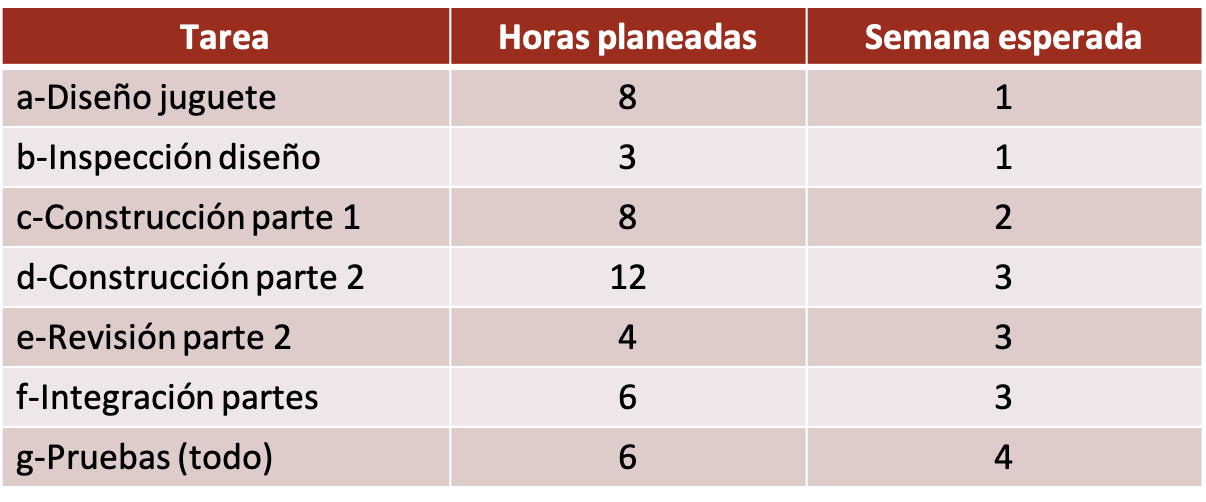 Tarea Horas planeadas Semana esperada
a-Diseño juguete 8 1
b-Inspección diseño 3 1
c-Construcción parte 1 8 2
d-Construcción parte 2 12 3
e-Revisión parte 2 4 3
f-Integración partes 6 3
g-Pruebas (todo) 6 4